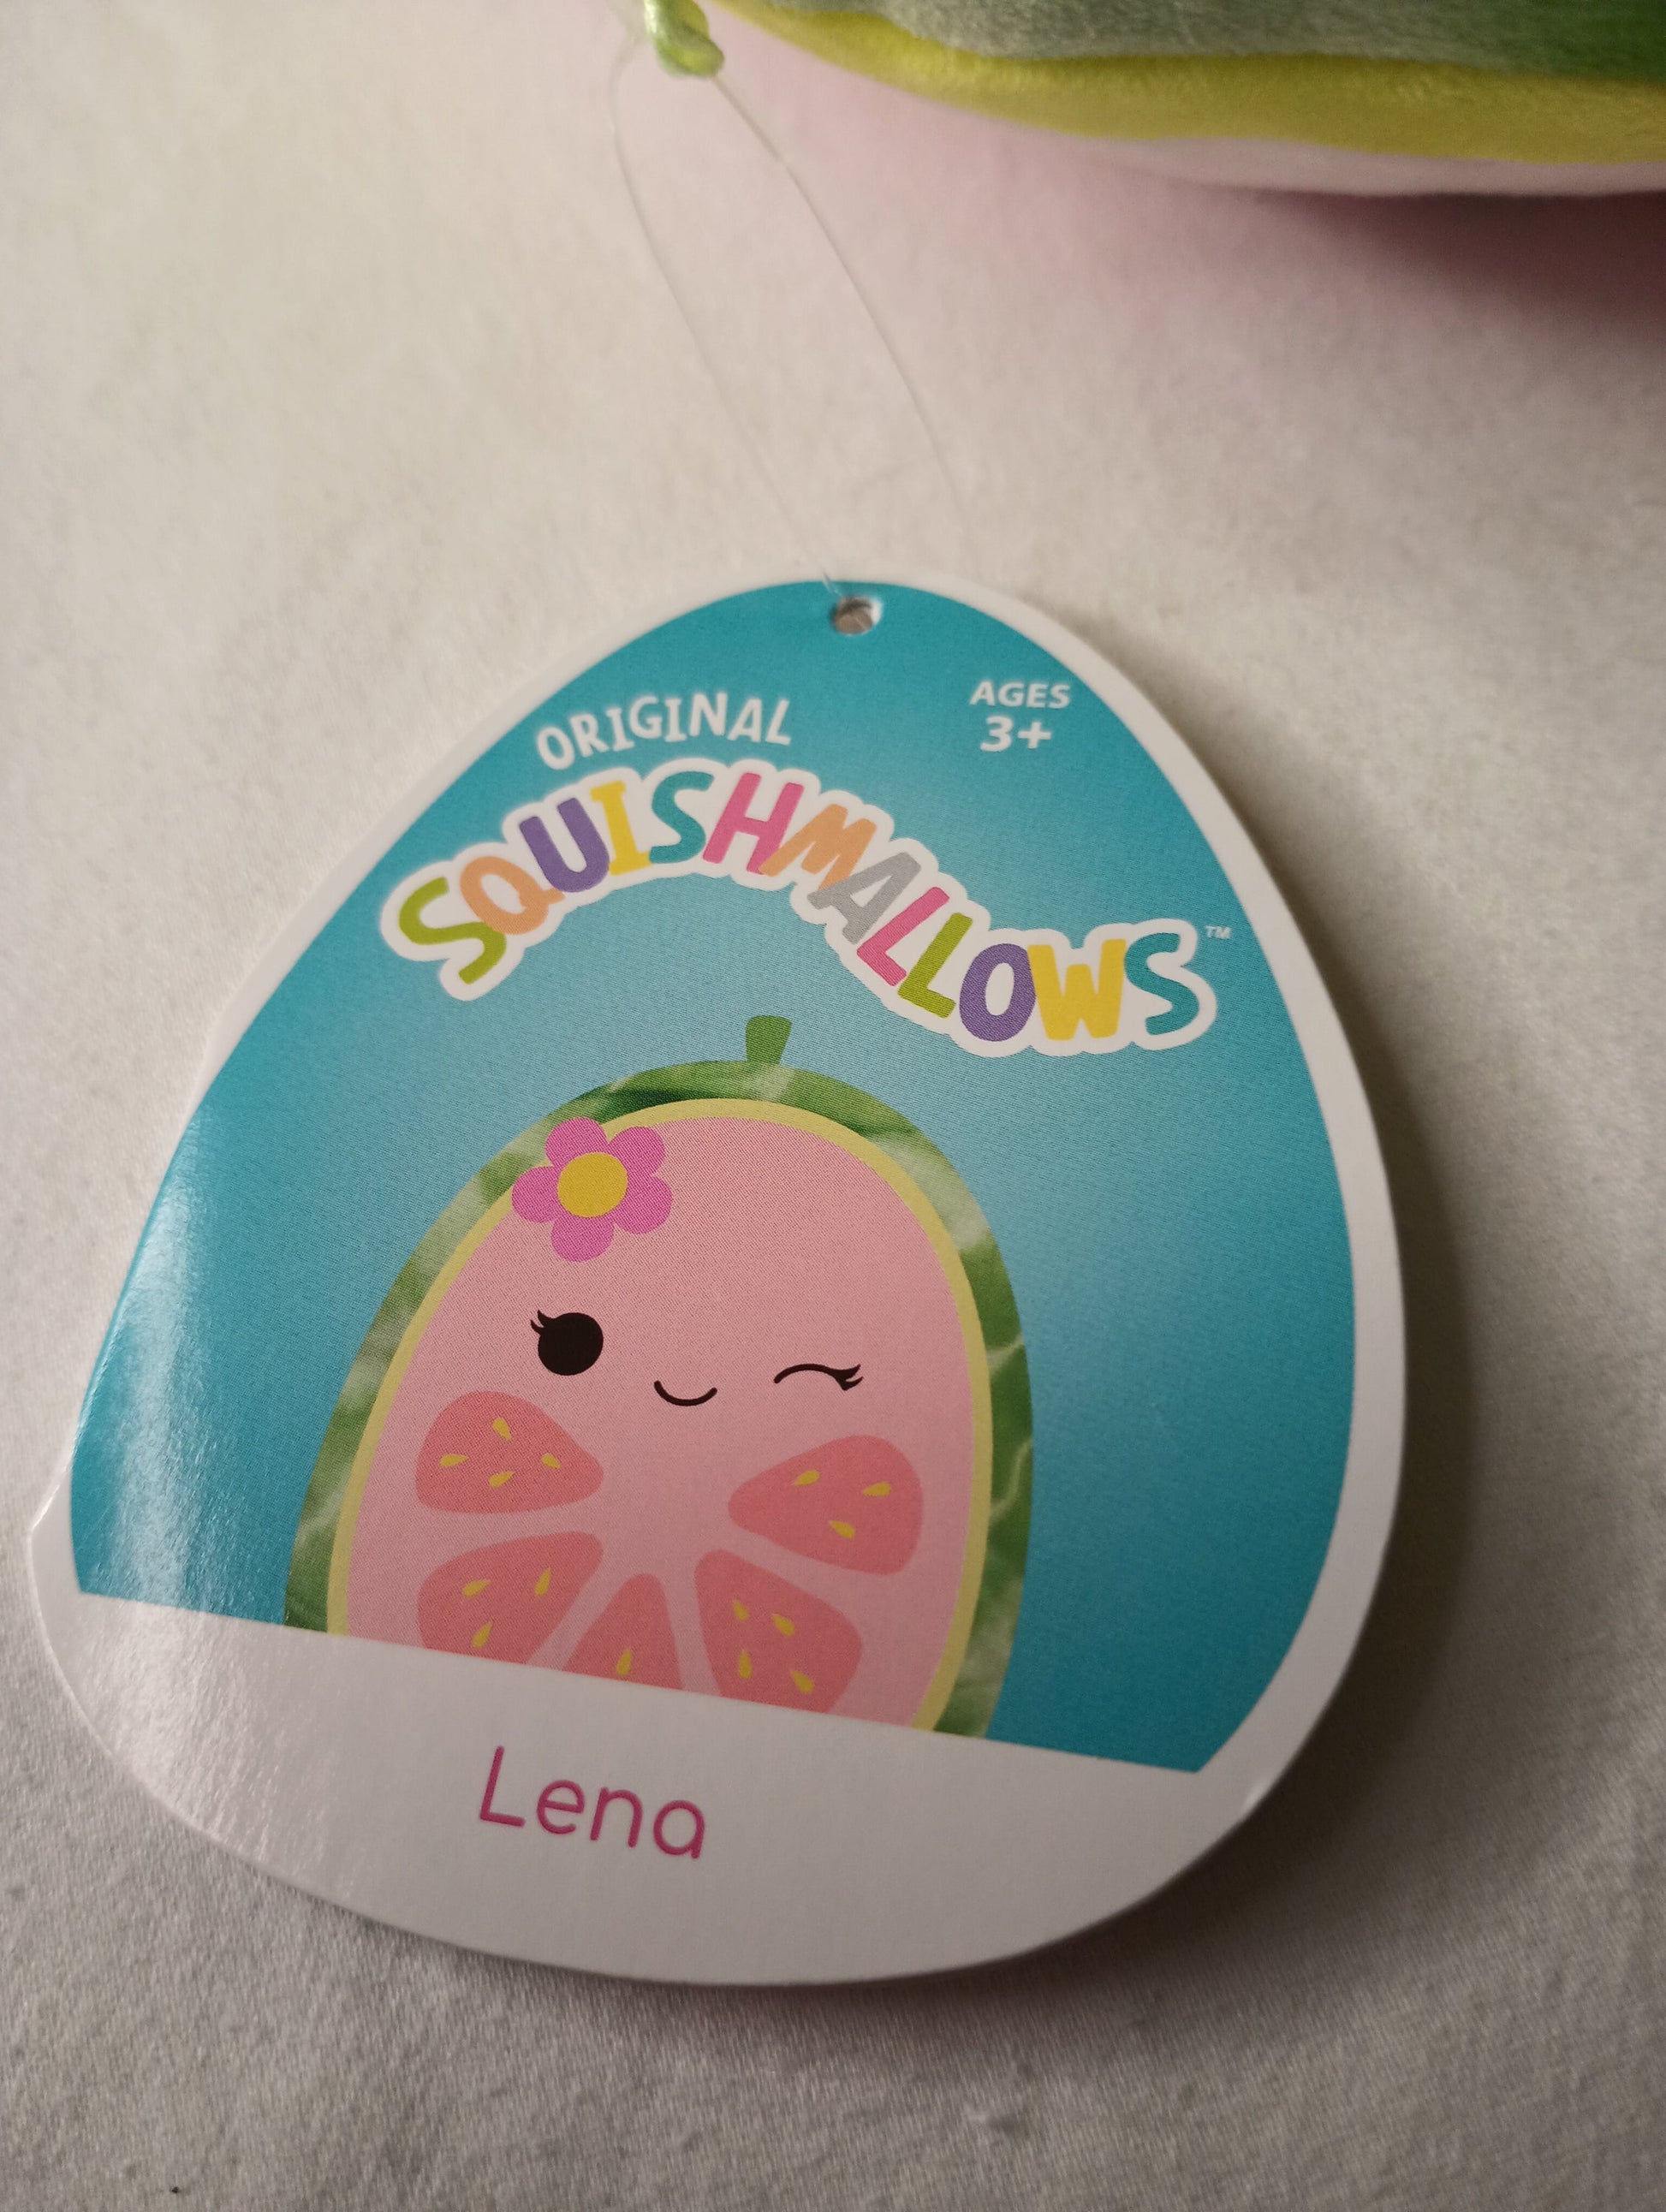 ORIGINAL
AGES
3+
SQUISHMALLOWS™
Lena